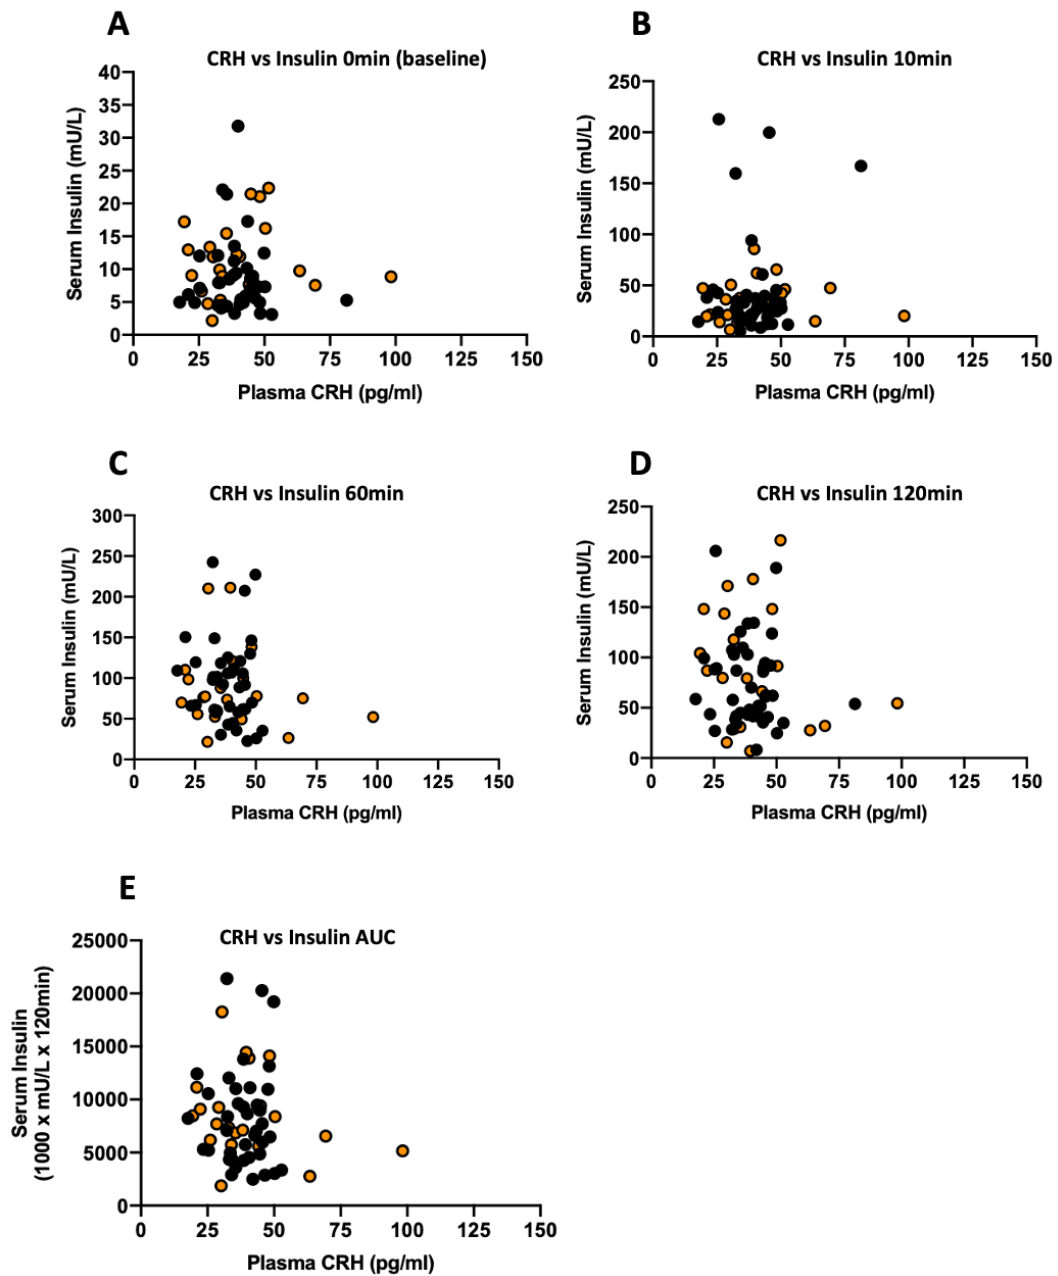 A
CRH vs Insulin 0min (baseline)
Serum Insulin (mU/L)
40
35
30
25
20
15
10
5
0
0 25 50 75 100 125 150
Plasma CRH (pg/ml)
B
CRH vs Insulin 10min
Serum Insulin (mU/L)
250
200
150
100
50
0
0 25 50 75 100 125 150
Plasma CRH (pg/ml)
C
CRH vs Insulin 60min
Serum Insulin (mU/L)
300
250
200
150
100
50
0
0 25 50 75 100 125 150
Plasma CRH (pg/ml)
D
CRH vs Insulin 120min
Serum Insulin (mU/L)
250
200
150
100
50
0
0 25 50 75 100 125 150
Plasma CRH (pg/ml)
E
CRH vs Insulin AUC
Serum Insulin
(1000 x mU/L x 120min)
25000
20000
15000
10000
5000
0
0 25 50 75 100 125 150
Plasma CRH (pg/ml)